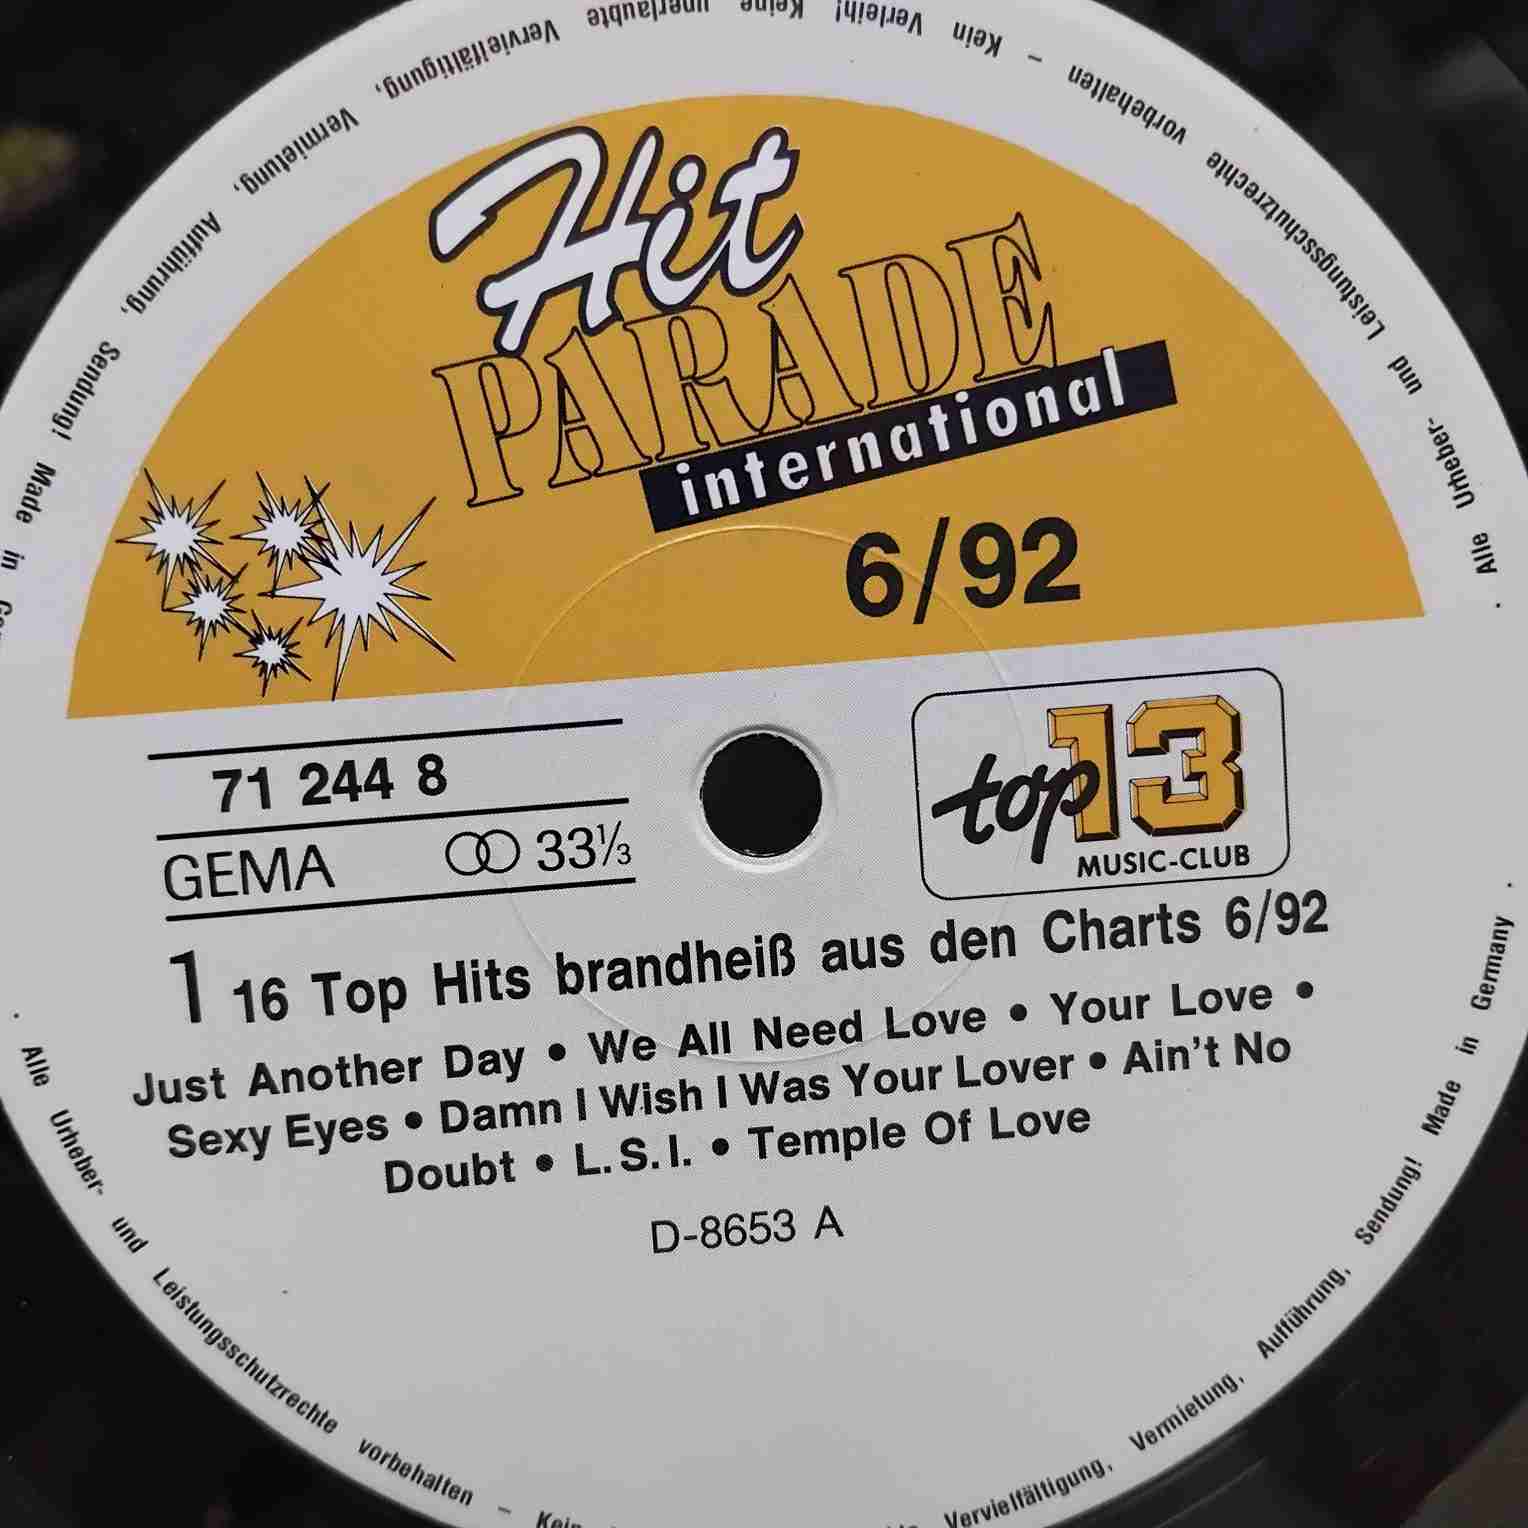 Hit
PARADE
international
6/92
71 244 8
GEMA 33⅓
top 13
MUSIC-CLUB
1 16 Top Hits brandheiß aus den Charts 6/92
Just Another Day • We All Need Love • Your Love •
Sexy Eyes • Damn I Wish I Was Your Lover • Ain't No
Doubt • L.S.I. • Temple Of Love
D-8653 A
· Alle Urheber- und Leistungsschutzrechte vorbehalten – Kein Verleih! Keine unerlaubte Vervielfältigung, Vermietung, Aufführung, Sendung! Made in
Alle Urheber- und Leistungsschutzrechte vorbehalten – Kein
Vervielfältigung, Vermietung, Aufführung, Sendung! Made in Germany ·